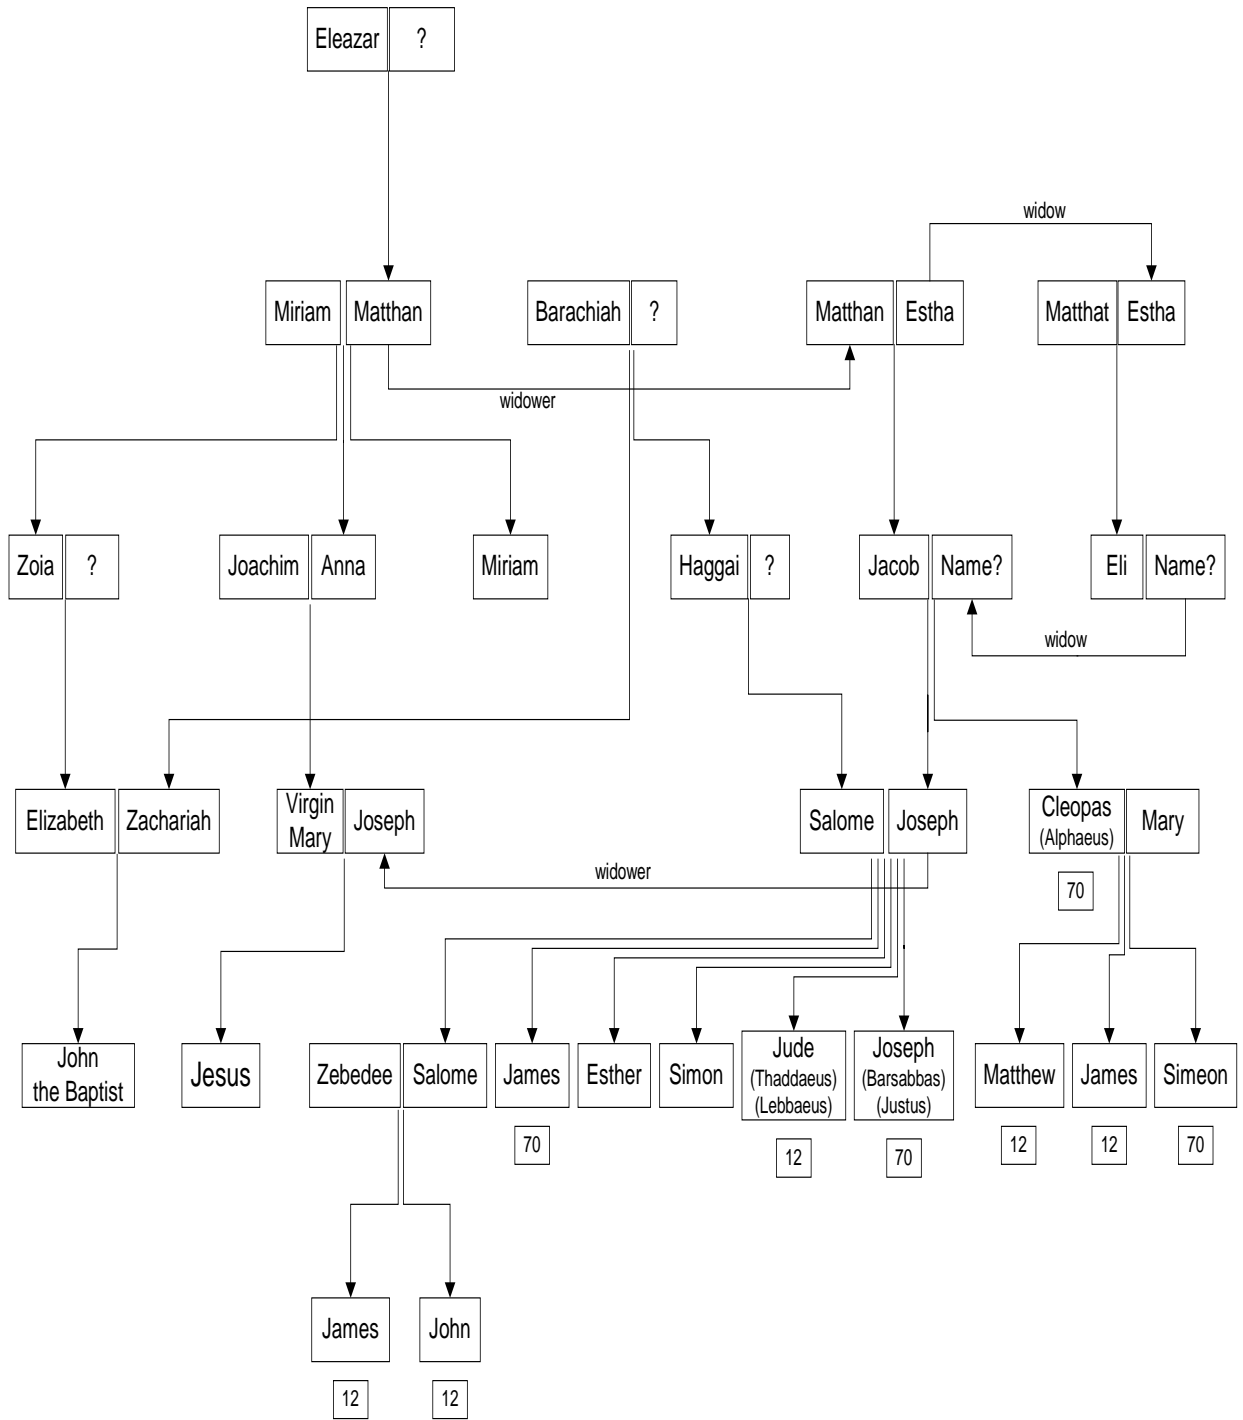 Eleazar ?
widow
Miriam Matthan Barachiah ? Matthan Estha Matthat Estha
widower
Zoia ? Joachim Anna Miriam Haggai ? Jacob Name? Eli Name?
widow
Elizabeth Zachariah Virgin
Mary Joseph Salome Joseph Cleopas
(Alphaeus) Mary
widower
70
John
the Baptist Jesus Zebedee Salome James Esther Simon Jude
(Thaddaeus)
(Lebbaeus) Joseph
(Barsabbas)
(Justus) Matthew James Simeon
70 12 70 12 12 70
James John
12 12